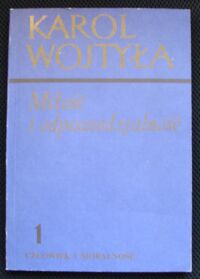 KAROL
WOJTYŁA
Miłość
i odpowiedzialność
1
CZŁOWIEK I MORALNOŚĆ